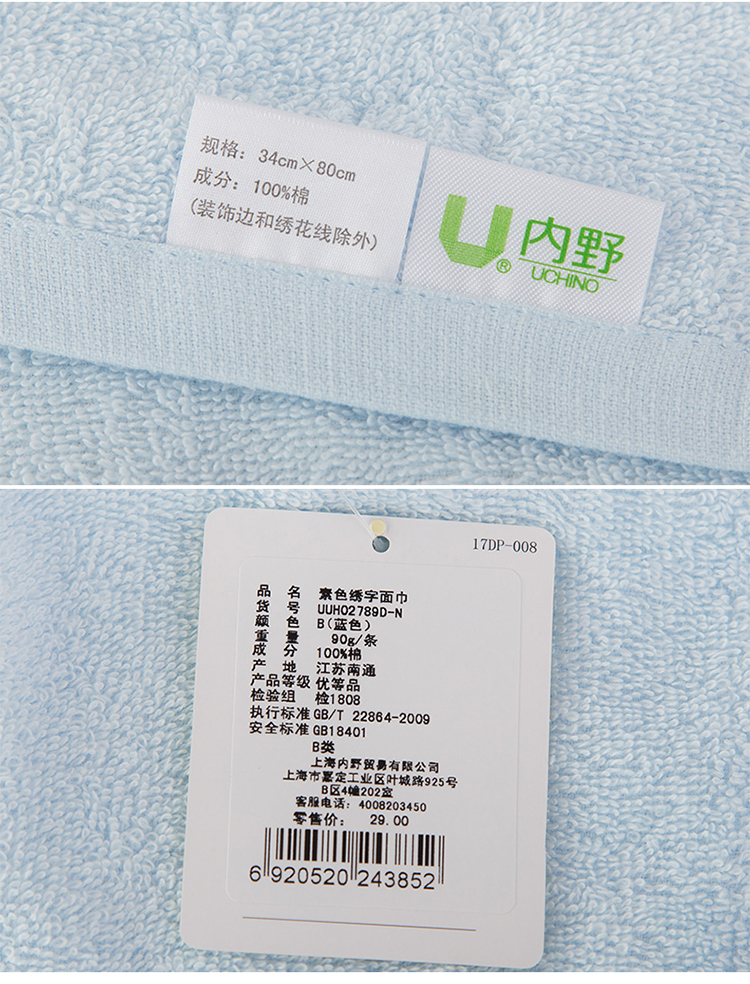 规格: 34cm×80cm
成分: 100%棉
(装饰边和绣花线除外)
U® 内野
UCHINO
17DP-008
品 名 素色绣字面巾
货 号 UUH02789D-N
颜 色 B(蓝色)
重 量 90g/条
成 分 100%棉
产 地 江苏南通
产品等级 优等品
检验组 检1808
执行标准 GB/T 22864-2009
安全标准 GB18401
B类
上海内野贸易有限公司
上海市嘉定工业区叶城路925号
B区4幢202室
客服电话: 4008203450
零售价: 29.00
6 920520 243852